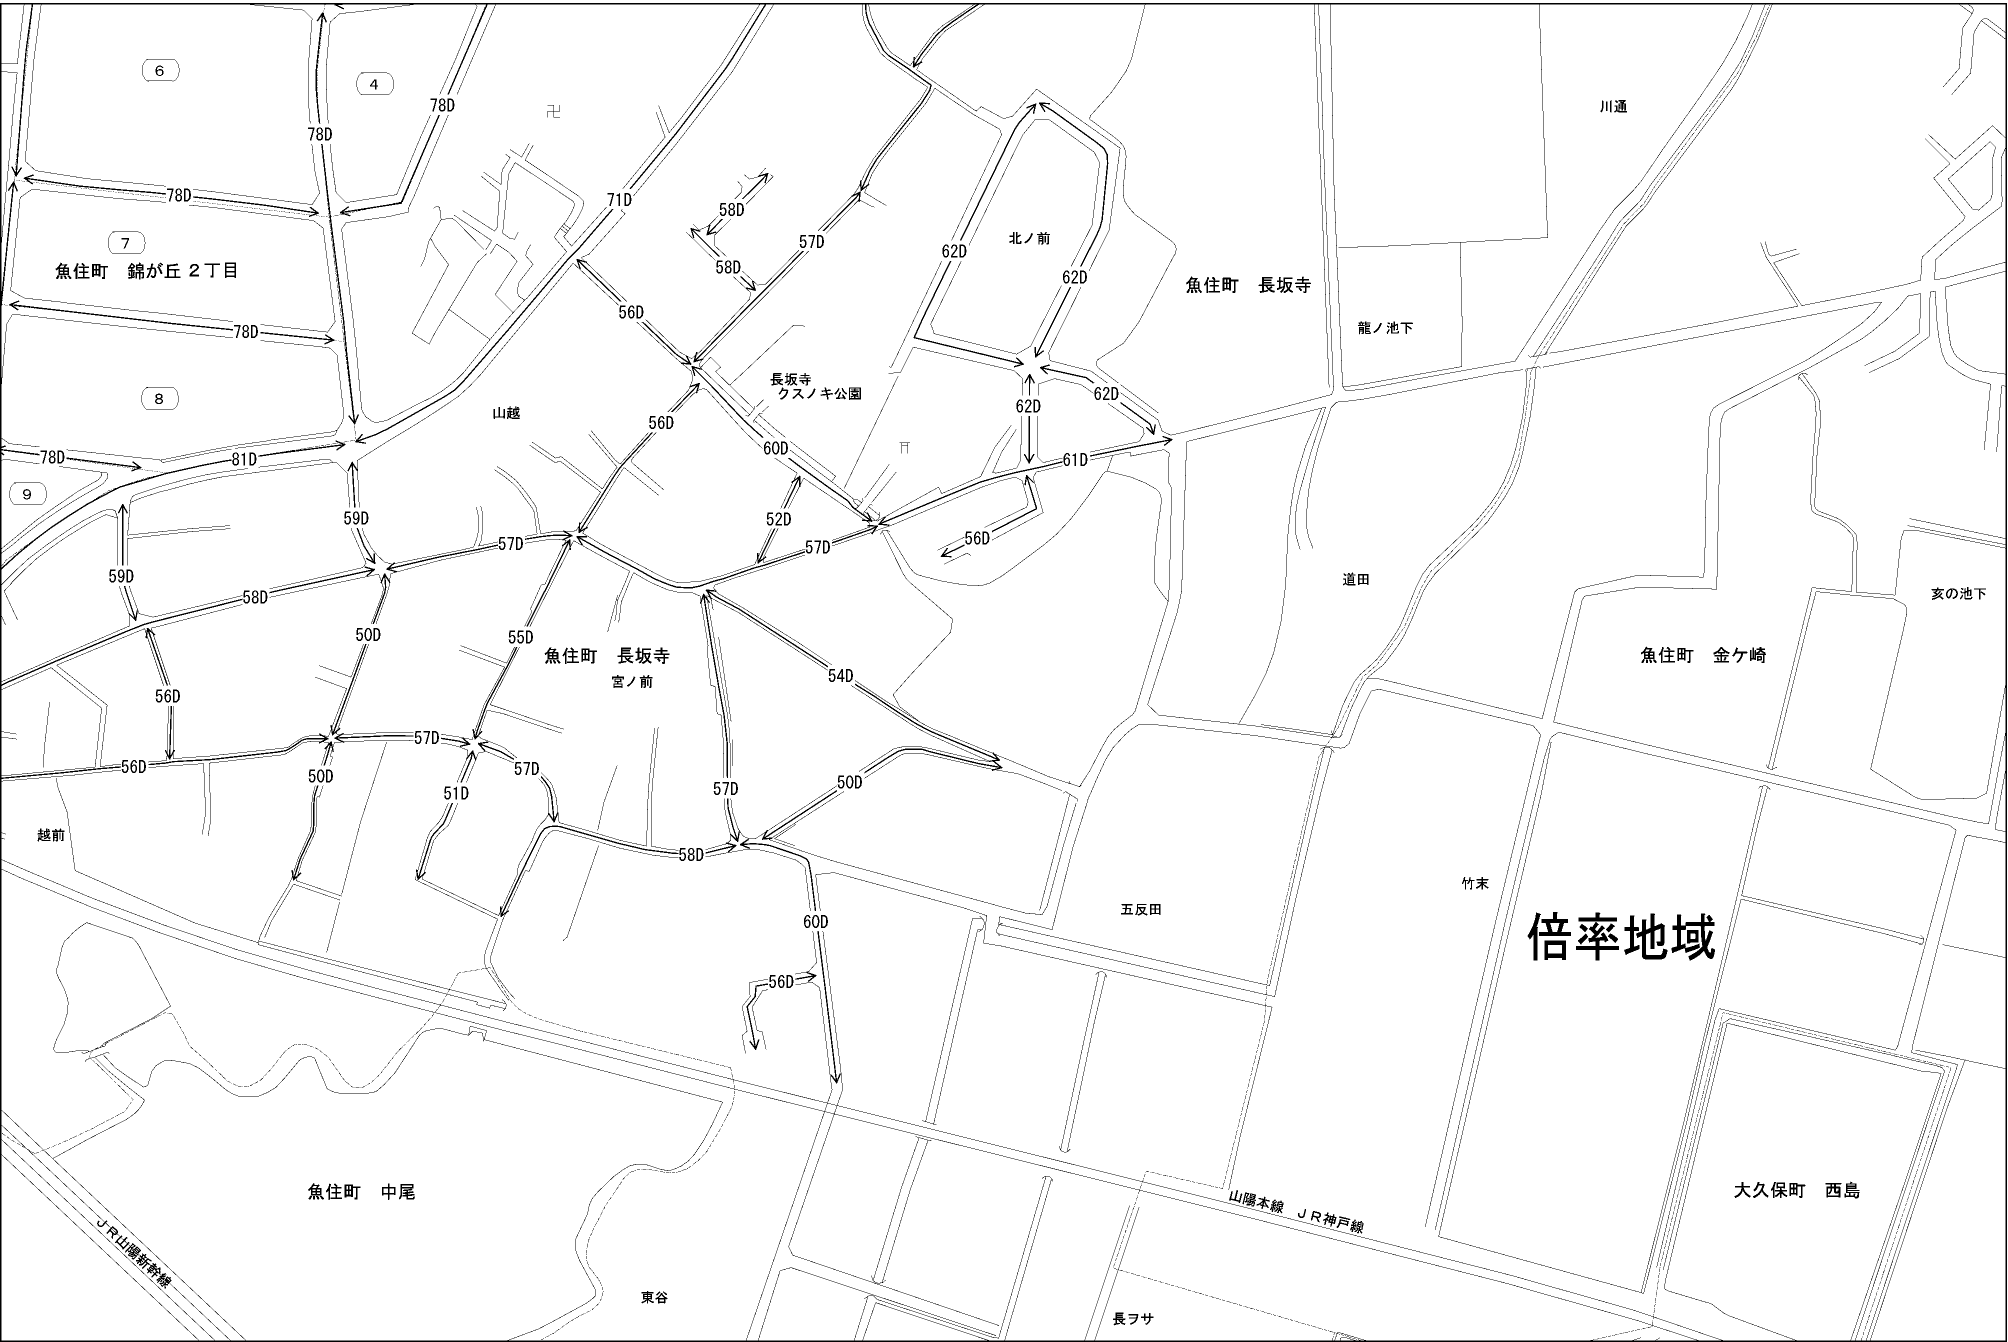 6
4
78D
川通
卍
78D
78D
71D
58D
57D
62D
北ノ前
7
魚住町　錦が丘２丁目
58D
62D
魚住町　長坂寺
56D
78D
龍ノ池下
長坂寺
クスノキ公園
8
62D
62D
山越
56D
60D
78D
81D
61D
9
59D
52D
57D
57D
56D
59D
58D
道田
亥の池下
50D
55D
魚住町　長坂寺
宮ノ前
54D
魚住町　金ケ崎
56D
57D
56D
57D
50D
50D
51D
57D
越前
58D
竹末
五反田
60D
倍率地域
56D
魚住町　中尾
大久保町　西島
山陽本線　ＪＲ神戸線
ＪＲ山陽新幹線
東谷
長ヲサ